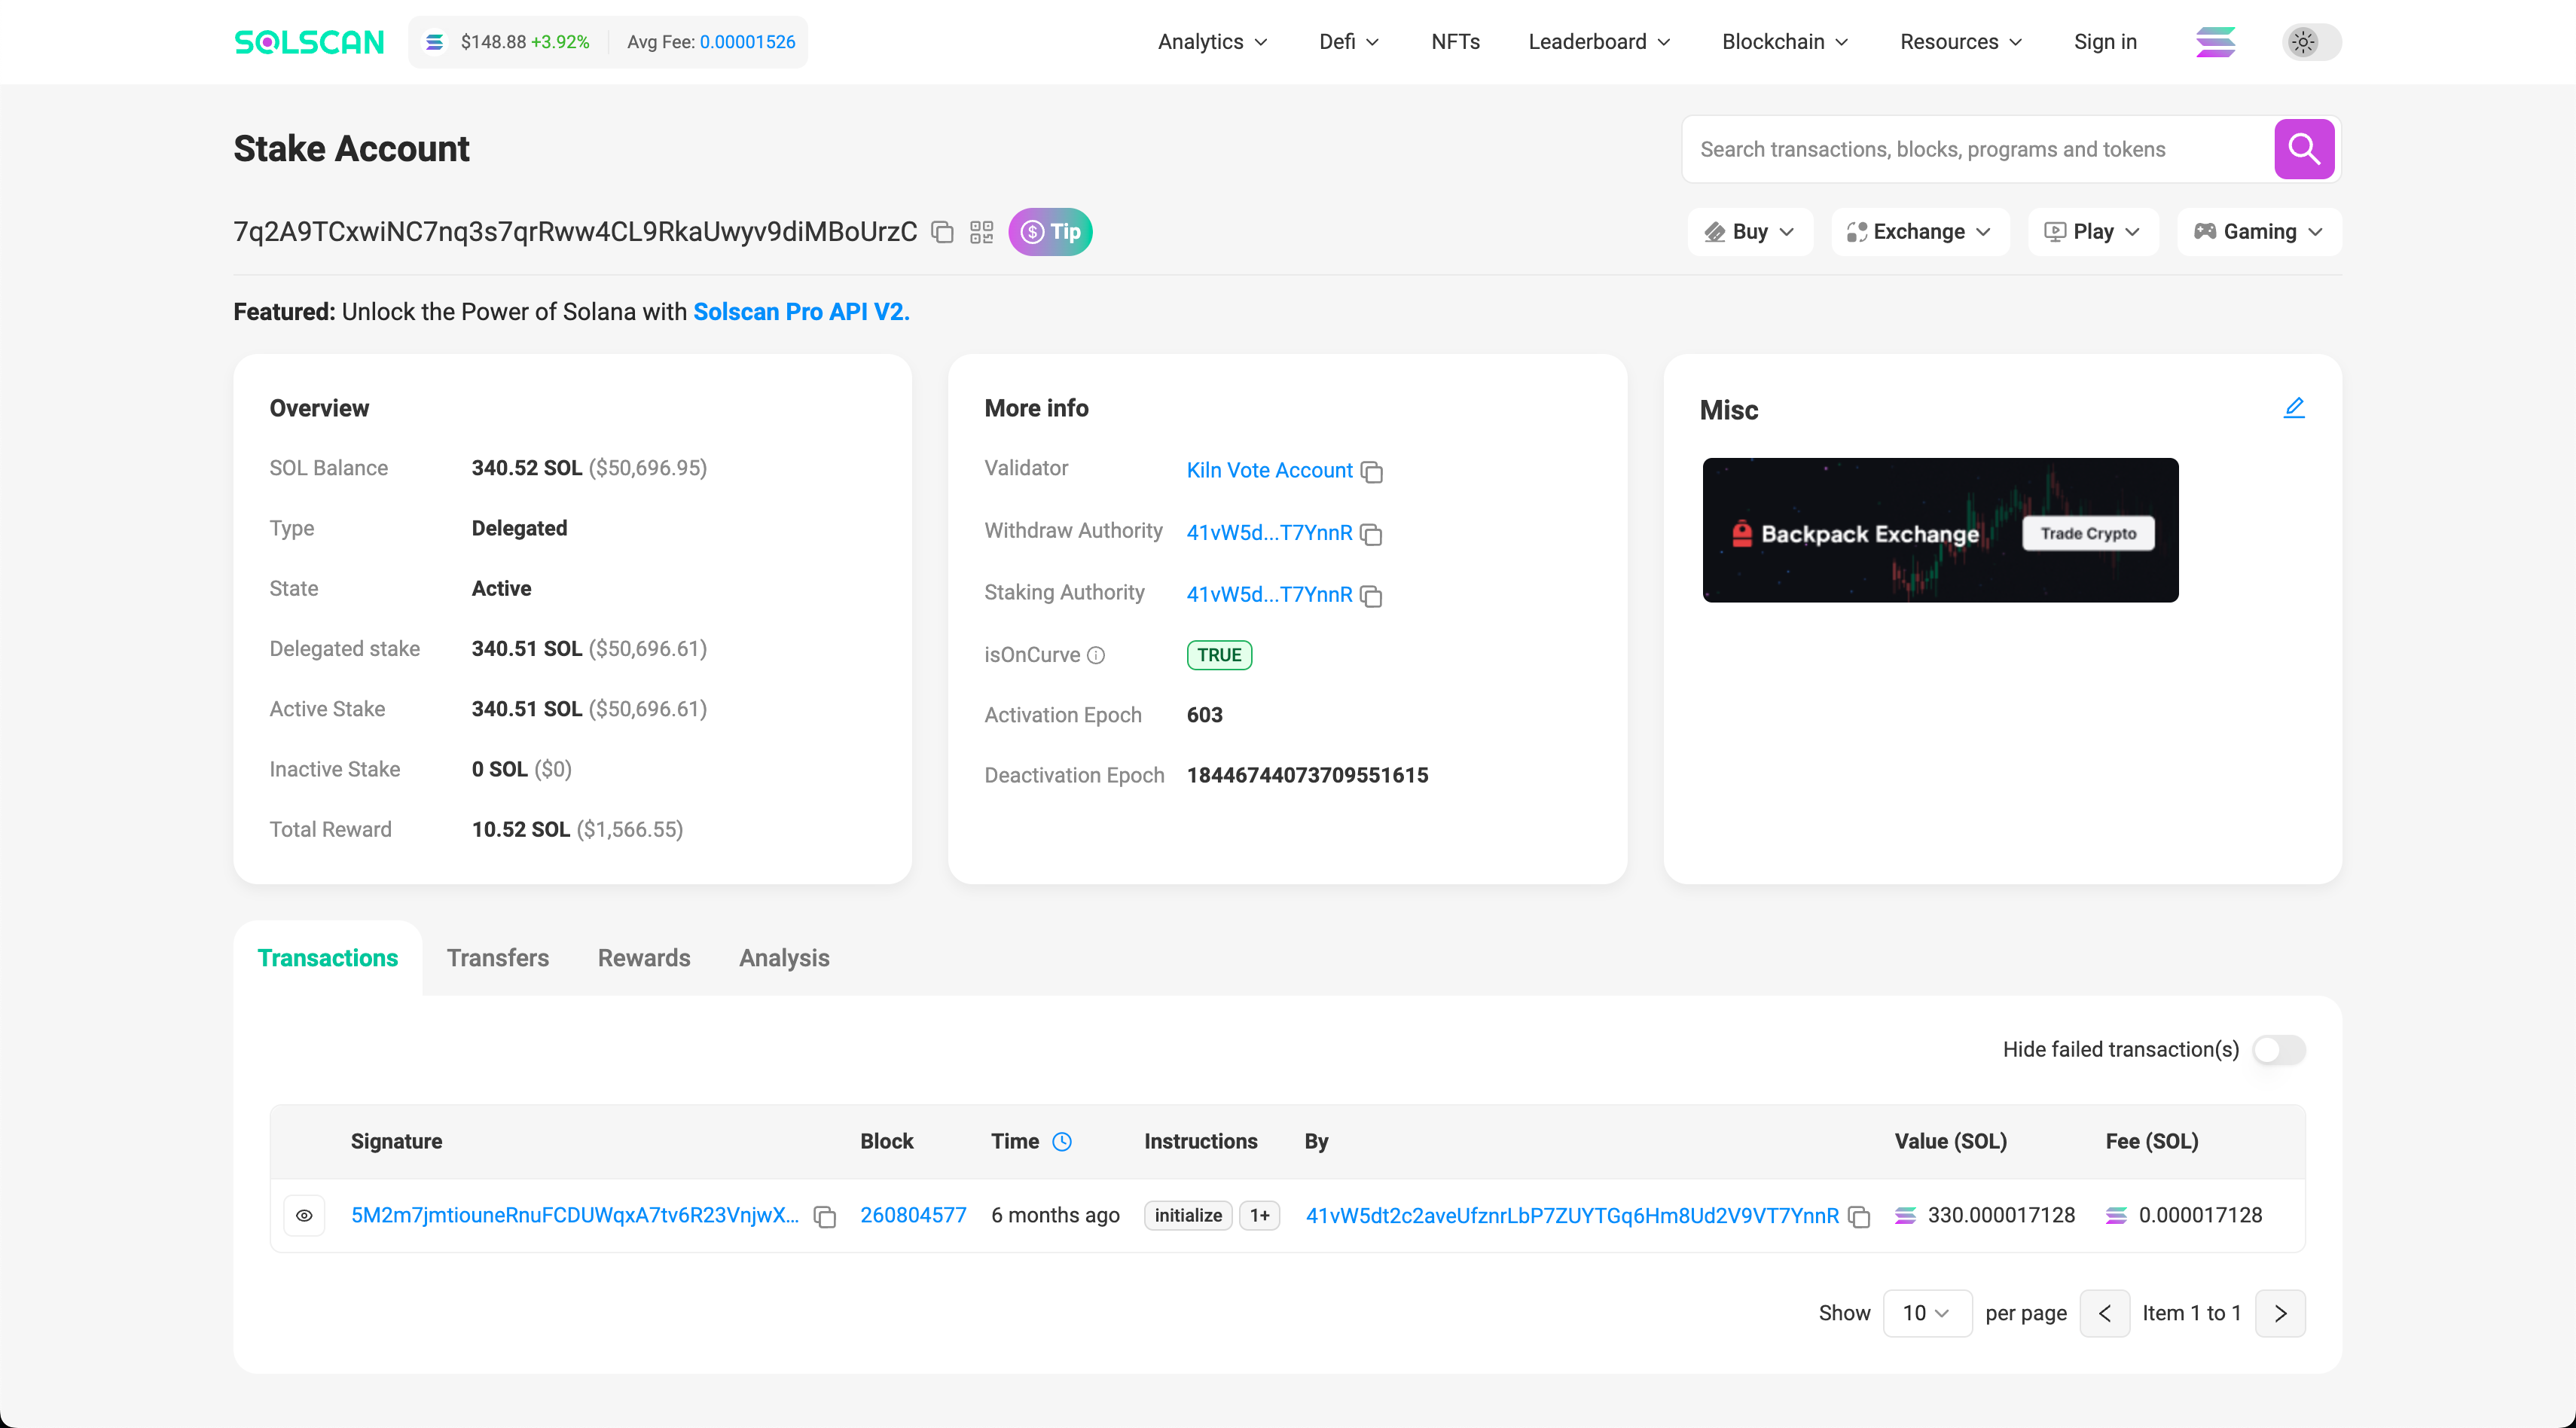 SOLSCAN $148.88 +3.92% Avg Fee: 0.00001526 Analytics Defi NFTs Leaderboard Blockchain Resources Sign in
Stake Account
Search transactions, blocks, programs and tokens
7q2A9TCxwiNC7nq3s7qrRww4CL9RkaUwyv9diMBoUrzC Tip
Buy Exchange Play Gaming
Featured: Unlock the Power of Solana with Solscan Pro API V2.
Overview
SOL Balance 340.52 SOL ($50,696.95)
Type Delegated
State Active
Delegated stake 340.51 SOL ($50,696.61)
Active Stake 340.51 SOL ($50,696.61)
Inactive Stake 0 SOL ($0)
Total Reward 10.52 SOL ($1,566.55)
More info
Validator Kiln Vote Account
Withdraw Authority 41vW5d...T7YnnR
Staking Authority 41vW5d...T7YnnR
isOnCurve TRUE
Activation Epoch 603
Deactivation Epoch 18446744073709551615
Misc
Backpack Exchange Trade Crypto
Transactions Transfers Rewards Analysis
Hide failed transaction(s)
Signature Block Time Instructions By Value (SOL) Fee (SOL)
5M2m7jmtiouneRnuFCDUWqxA7tv6R23VnjwX... 260804577 6 months ago initialize 1+ 41vW5dt2c2aveUfznrLbP7ZUYTGq6Hm8Ud2V9VT7YnnR 330.000017128 0.000017128
Show 10 per page Item 1 to 1